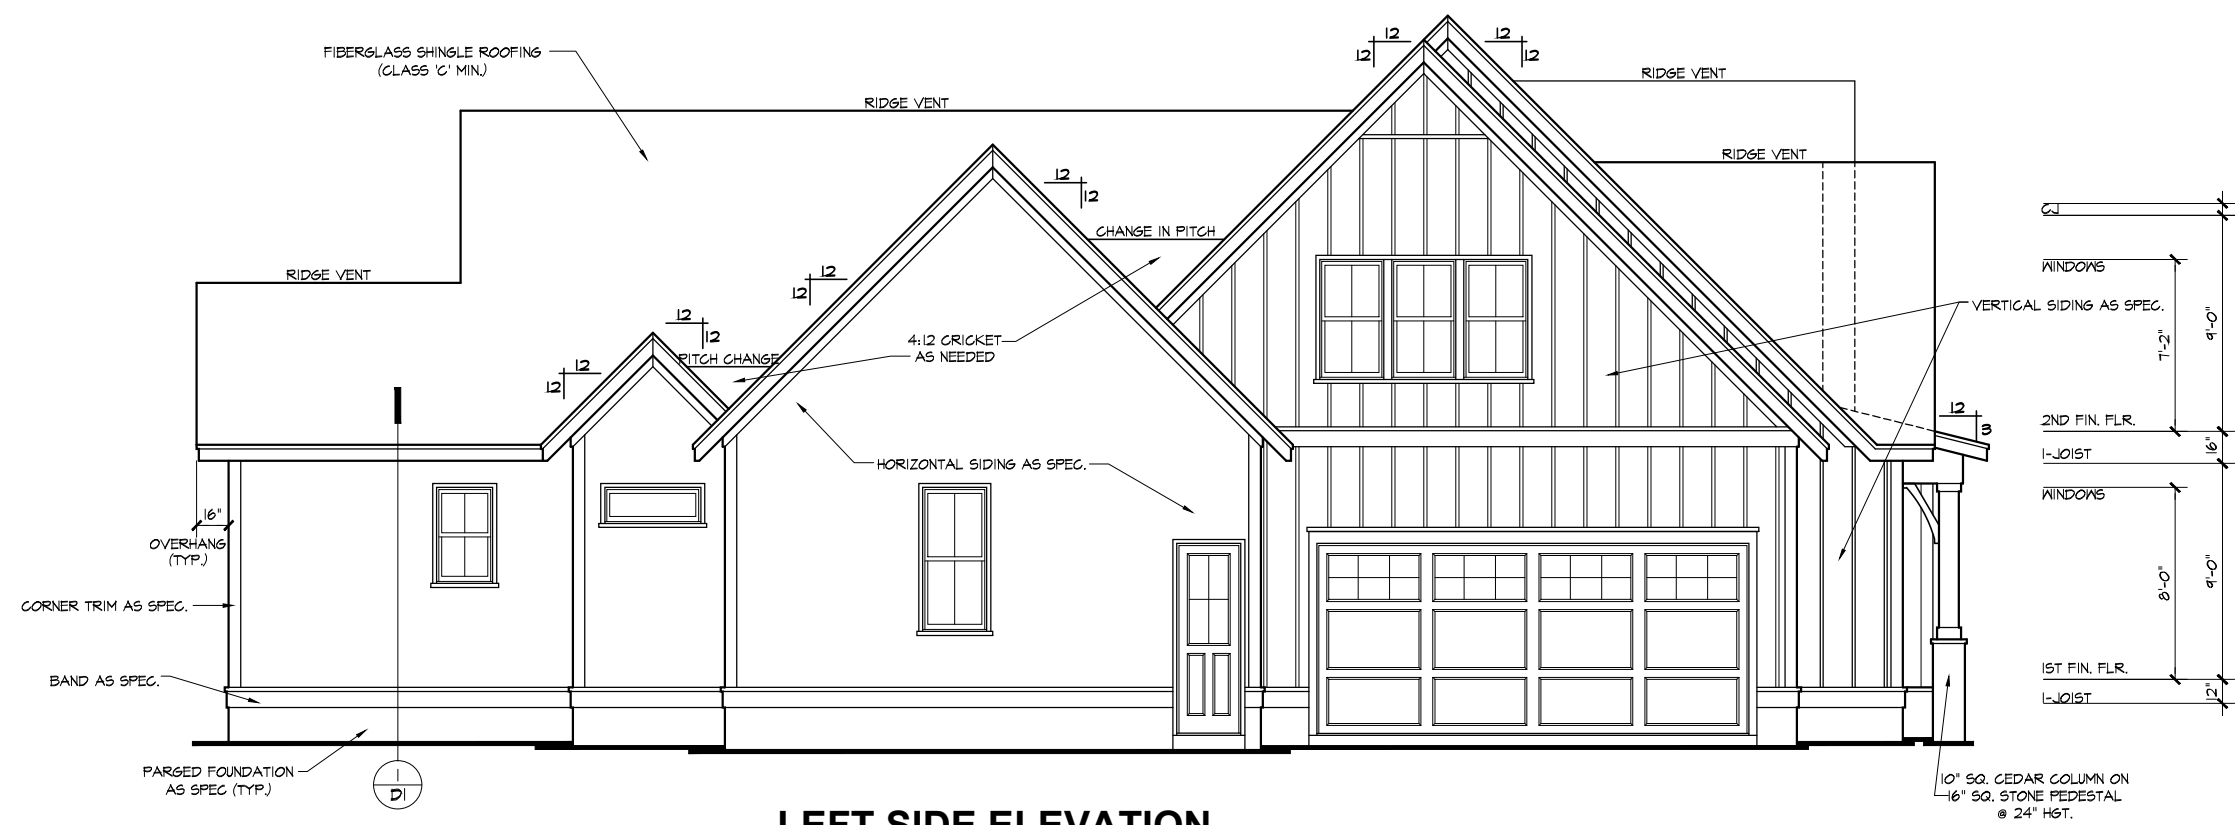 FIBERGLASS SHINGLE ROOFING
(CLASS 'C' MIN.)
12
12
12
12
RIDGE VENT
RIDGE VENT
RIDGE VENT
12
12
CHANGE IN PITCH
RIDGE VENT
12
12
CJ
WINDOWS
VERTICAL SIDING AS SPEC.
7'-2"
9'-0"
12
12
PITCH CHANGE
4:12 CRICKET
AS NEEDED
12
12
2ND FIN. FLR.
12
3
16"
I-JOIST
HORIZONTAL SIDING AS SPEC.
WINDOWS
16"
OVERHANG
(TYP.)
8'-0"
9'-0"
CORNER TRIM AS SPEC.
BAND AS SPEC.
1ST FIN. FLR.
I-JOIST
12"
PARGED FOUNDATION
AS SPEC (TYP.)
1
D1
10" SQ. CEDAR COLUMN ON
16" SQ. STONE PEDESTAL
@ 24" HGT.
LEFT SIDE ELEVATION